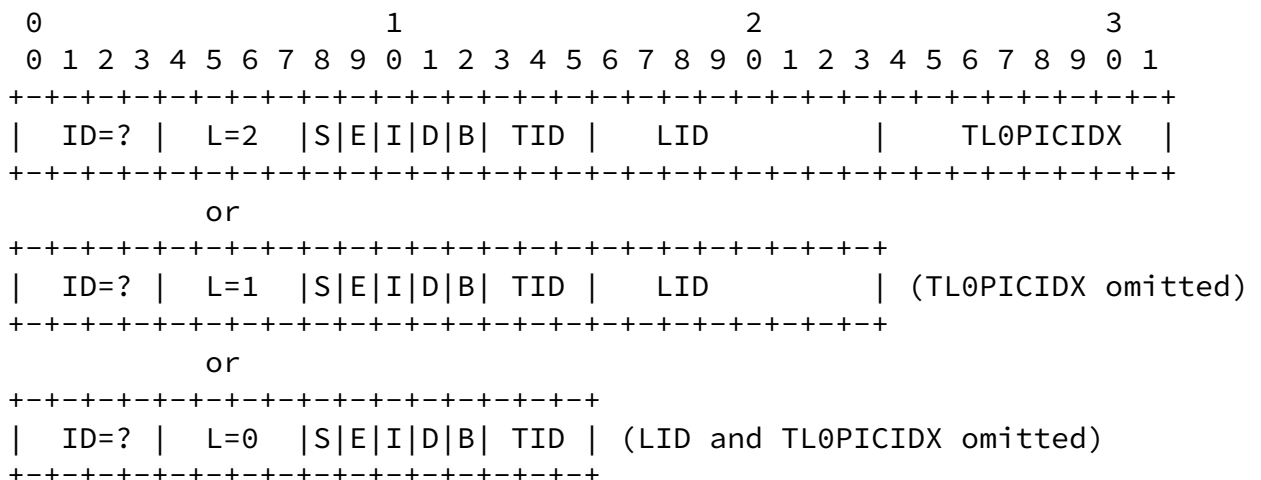 0                   1                   2                   3
 0 1 2 3 4 5 6 7 8 9 0 1 2 3 4 5 6 7 8 9 0 1 2 3 4 5 6 7 8 9 0 1
+-+-+-+-+-+-+-+-+-+-+-+-+-+-+-+-+-+-+-+-+-+-+-+-+-+-+-+-+-+-+-+-+
|  ID=? |  L=2  |S|E|I|D|B| TID |   LID         |    TL0PICIDX  |
+-+-+-+-+-+-+-+-+-+-+-+-+-+-+-+-+-+-+-+-+-+-+-+-+-+-+-+-+-+-+-+-+
           or
+-+-+-+-+-+-+-+-+-+-+-+-+-+-+-+-+-+-+-+-+-+-+-+-+
|  ID=? |  L=1  |S|E|I|D|B| TID |   LID         | (TL0PICIDX omitted)
+-+-+-+-+-+-+-+-+-+-+-+-+-+-+-+-+-+-+-+-+-+-+-+-+
           or
+-+-+-+-+-+-+-+-+-+-+-+-+-+-+-+-+
|  ID=? |  L=0  |S|E|I|D|B| TID | (LID and TL0PICIDX omitted)
+-+-+-+-+-+-+-+-+-+-+-+-+-+-+-+-+